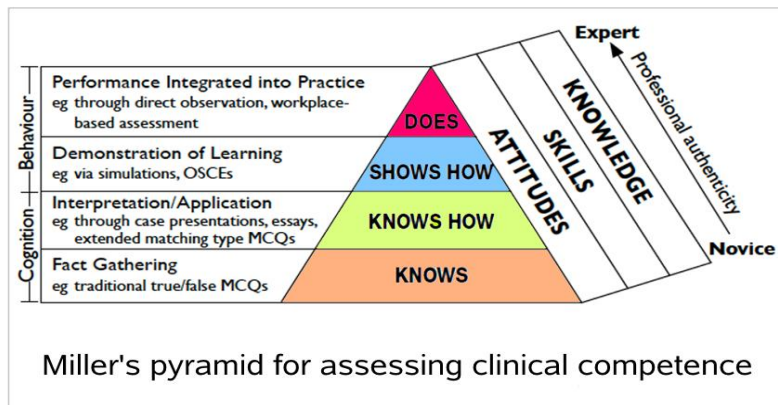 Expert
Professional authenticity
Novice
Behaviour
Cognition
Performance Integrated into Practice
eg through direct observation, workplace-
based assessment
DOES
Demonstration of Learning
eg via simulations, OSCEs
SHOWS HOW
Interpretation/Application
eg through case presentations, essays,
extended matching type MCQs
KNOWS HOW
Fact Gathering
eg traditional true/false MCQs
KNOWS
ATTITUDES
SKILLS
KNOWLEDGE
Miller's pyramid for assessing clinical competence